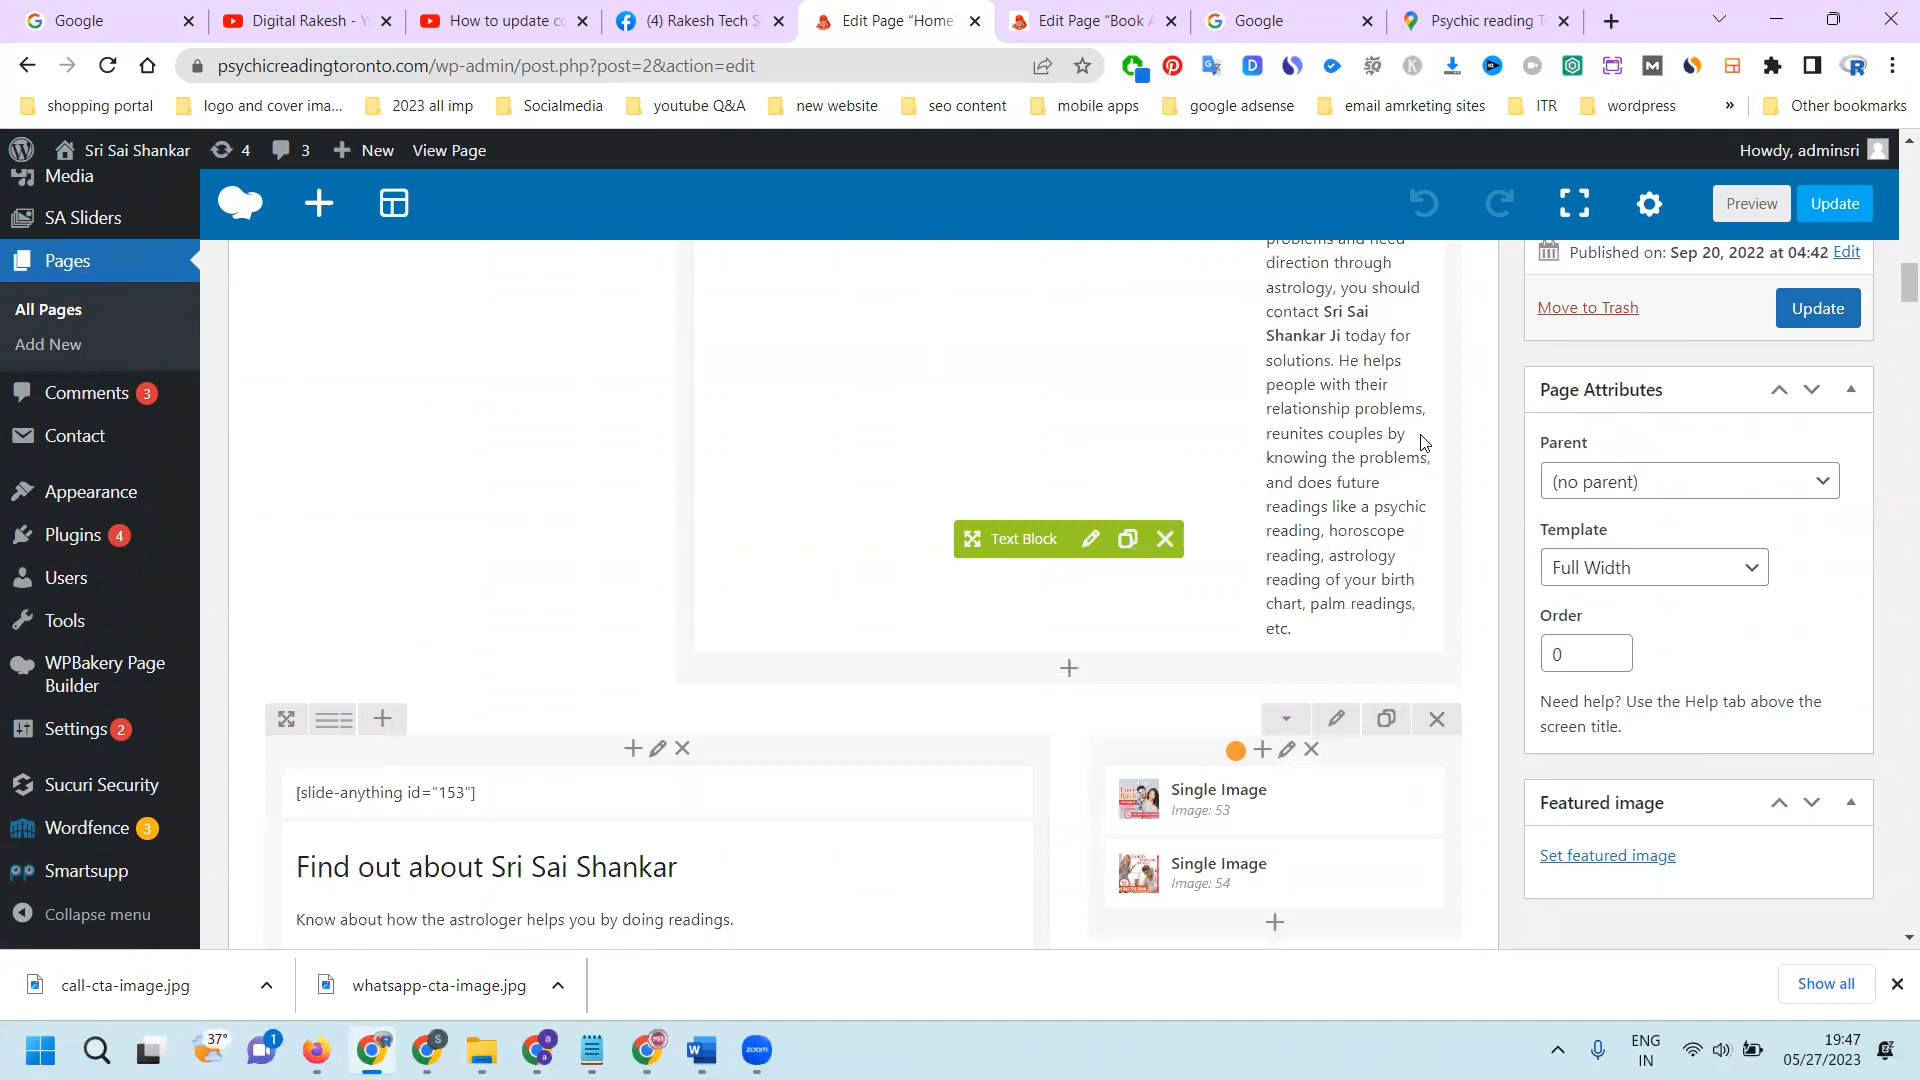 Google
Digital Rakesh - Y
How to update co
(4) Rakesh Tech S
Edit Page “Home”
Edit Page “Book A
Google
Psychic reading T
psychicreadingtoronto.com/wp-admin/post.php?post=2&action=edit
shopping portal
logo and cover ima...
2023 all imp
Socialmedia
youtube Q&A
new website
seo content
mobile apps
google adsense
email amrketing sites
ITR
wordpress
»
Other bookmarks
Sri Sai Shankar
4
3
New
View Page
Howdy, adminsri
Media
SA Sliders
Pages
All Pages
Add New
Comments 3
Contact
Appearance
Plugins 4
Users
Tools
WPBakery Page
Builder
Settings 2
Sucuri Security
Wordfence 3
Smartsupp
Collapse menu
Preview
Update
problems and need
direction through
astrology, you should
contact Sri Sai
Shankar Ji today for
solutions. He helps
people with their
relationship problems,
reunites couples by
knowing the problems,
and does future
readings like a psychic
reading, horoscope
reading, astrology
reading of your birth
chart, palm readings,
etc.
Text Block
[slide-anything id="153"]
Find out about Sri Sai Shankar
Know about how the astrologer helps you by doing readings.
Single Image
Image: 53
Single Image
Image: 54
Published on: Sep 20, 2022 at 04:42 Edit
Move to Trash
Update
Page Attributes
Parent
(no parent)
Template
Full Width
Order
0
Need help? Use the Help tab above the
screen title.
Featured image
Set featured image
call-cta-image.jpg
whatsapp-cta-image.jpg
Show all
37°
1
zoom
ENG
IN
19:47
05/27/2023